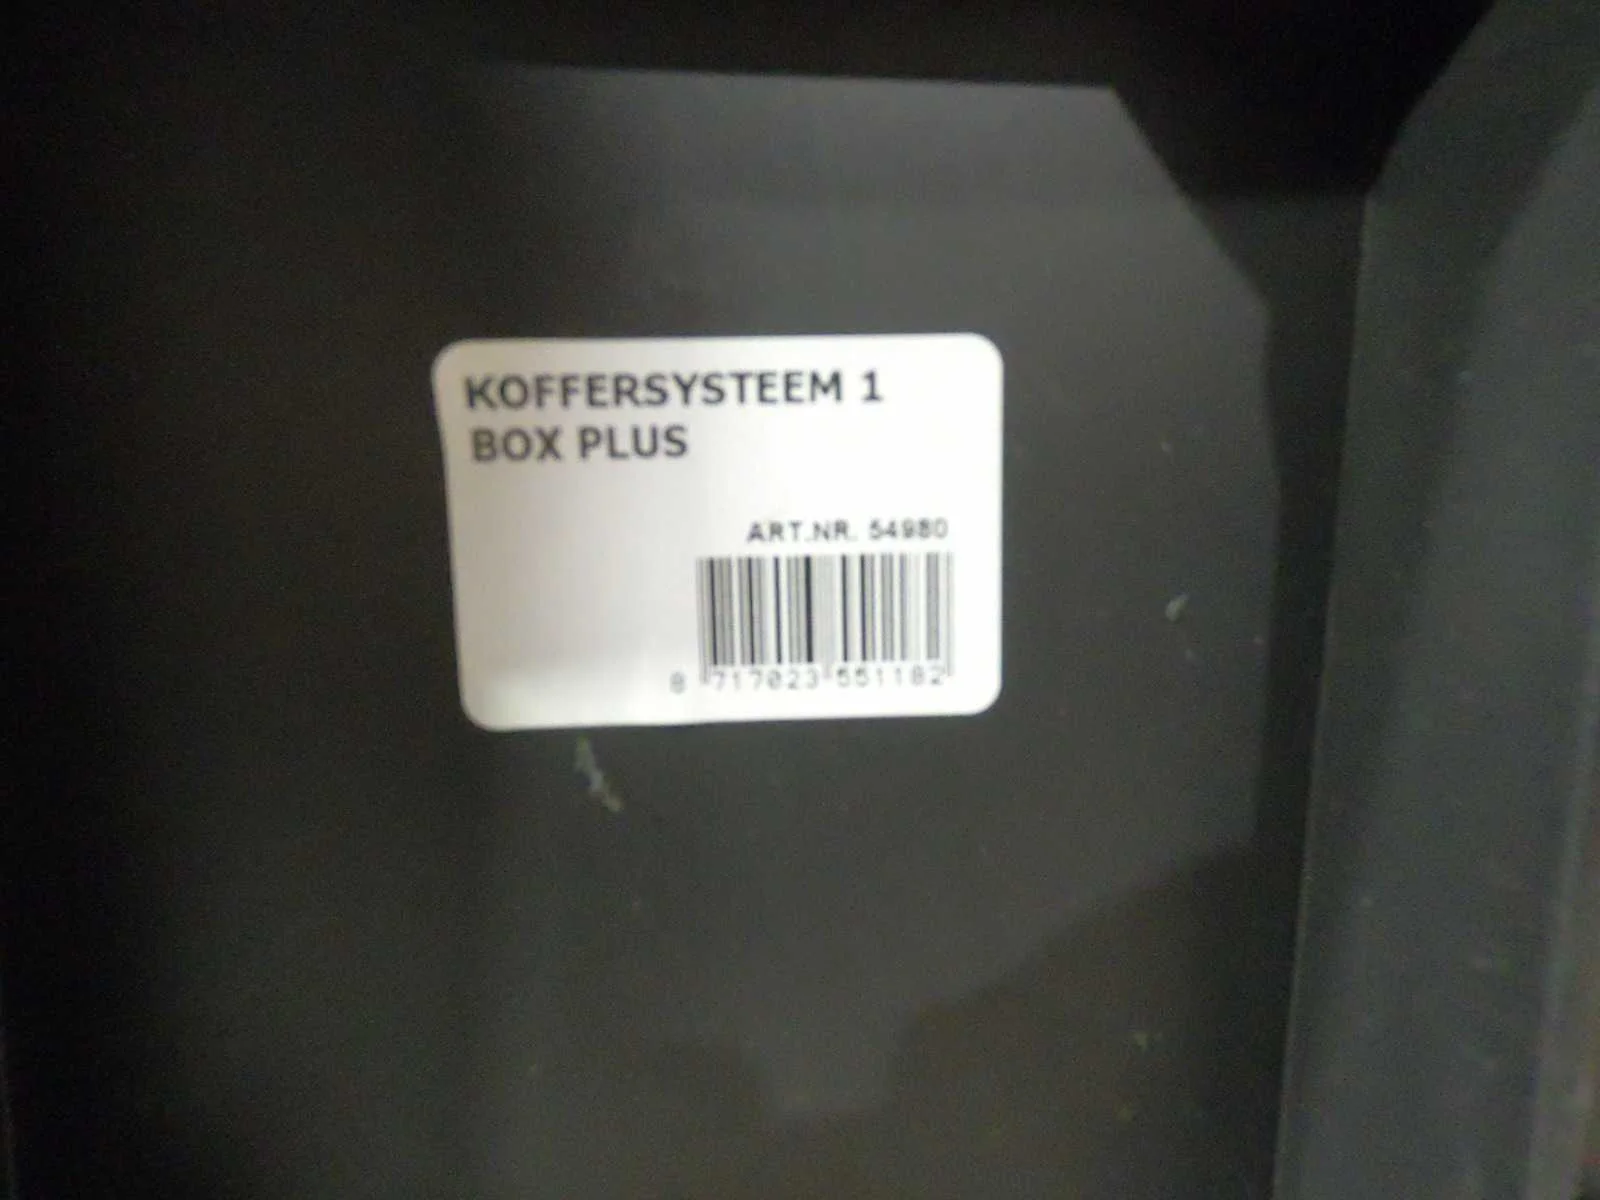 KOFFERSYSTEEM 1
BOX PLUS
ART.NR. 54980
8 717023 551182